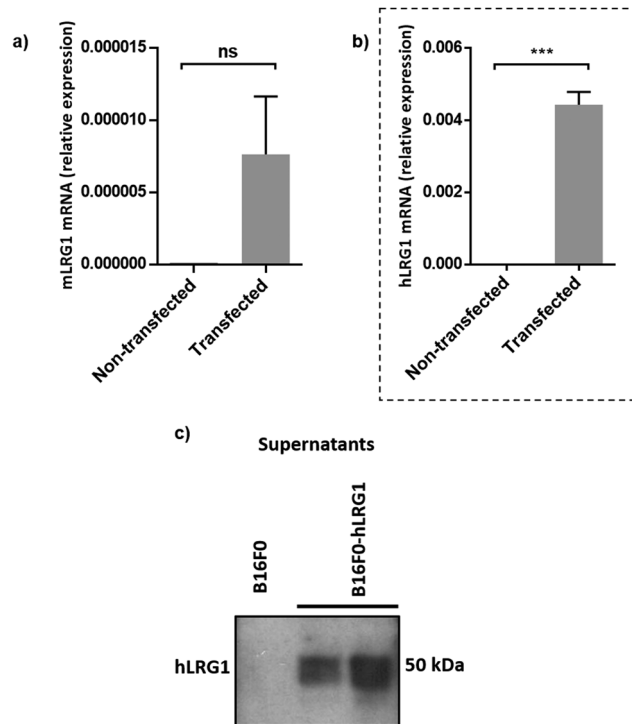 a)
mLRG1 mRNA (relative expression)
0.000015
0.000010
0.000005
0.000000
ns
Non-transfected
Transfected
b)
hLRG1 mRNA (relative expression)
0.006
0.004
0.002
0.000
***
Non-transfected
Transfected
c)
Supernatants
B16F0
B16F0-hLRG1
hLRG1
50 kDa